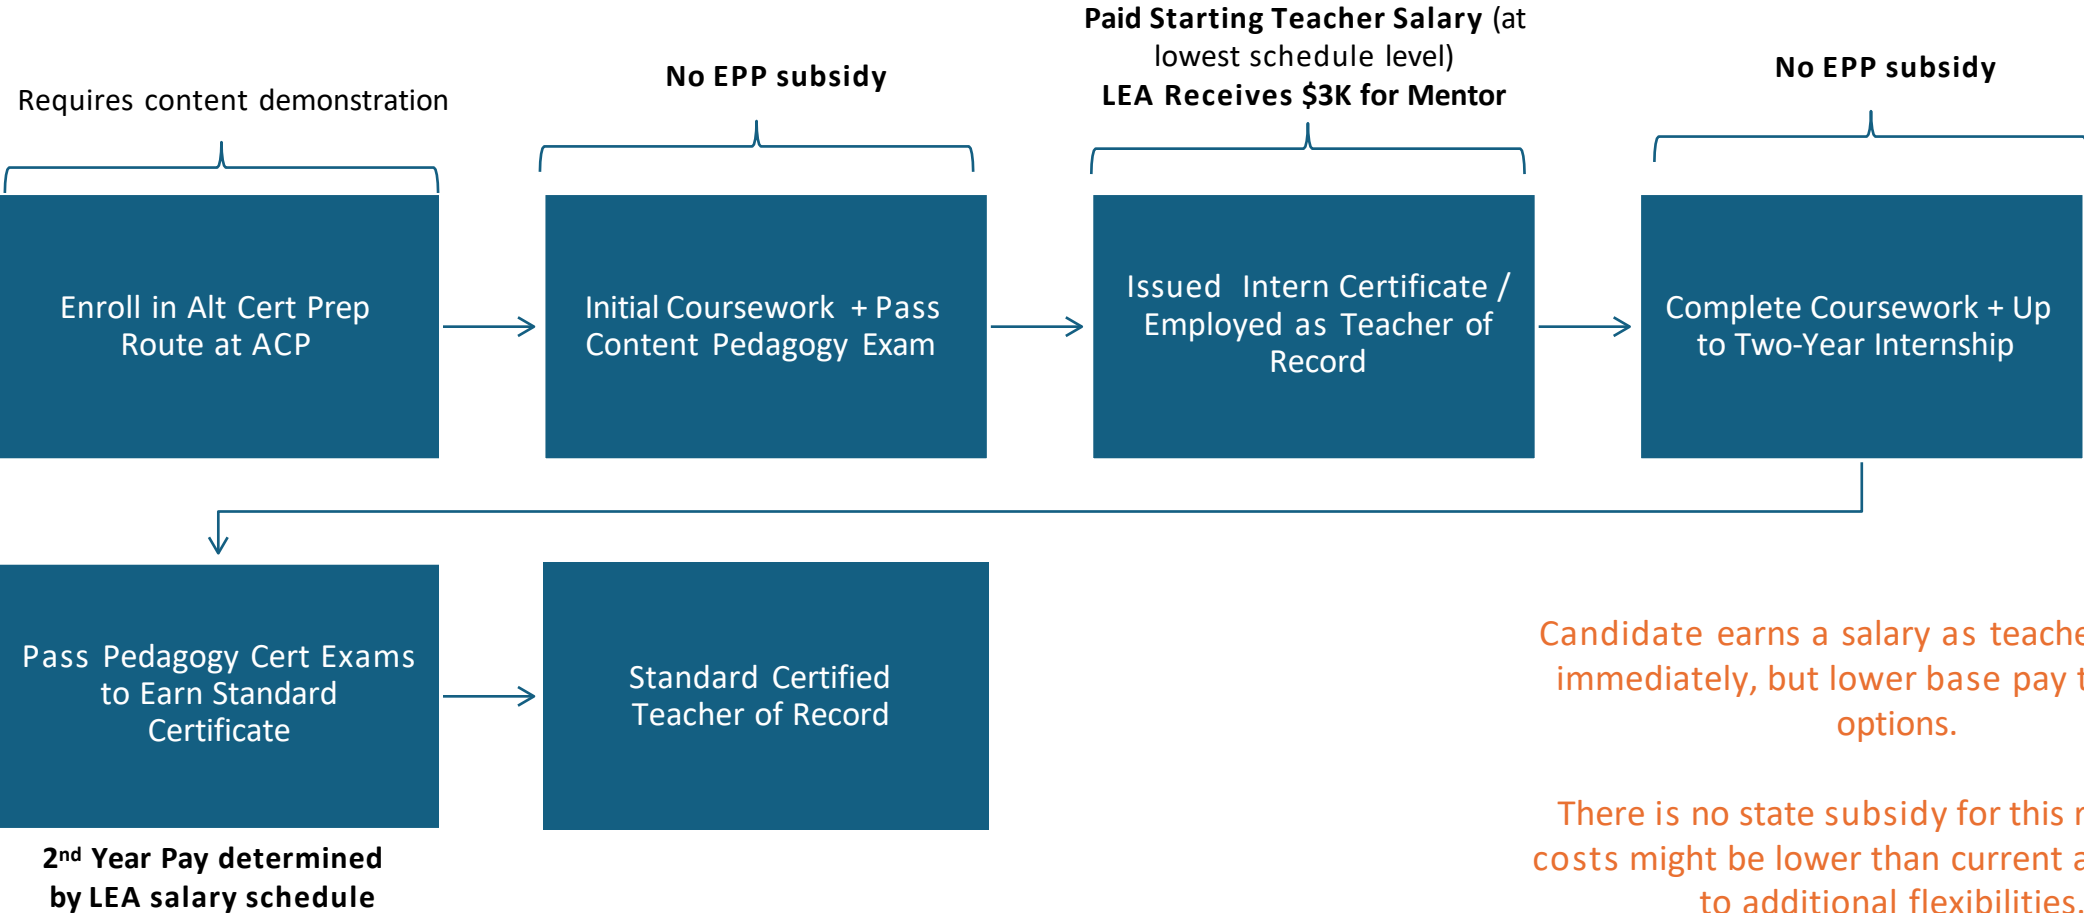 Requires content demonstration
No EPP subsidy
Paid Starting Teacher Salary (at
lowest schedule level)
LEA Receives $3K for Mentor
No EPP subsidy
Enroll in Alt Cert Prep
Route at ACP
Initial Coursework + Pass
Content Pedagogy Exam
Issued Intern Certificate /
Employed as Teacher of
Record
Complete Coursework + Up
to Two-Year Internship
Pass Pedagogy Cert Exams
to Earn Standard
Certificate
Standard Certified
Teacher of Record
2nd Year Pay determined
by LEA salary schedule
Candidate earns a salary as
immediately, but lower base pay
options.
There is no state subsidy for this
costs might be lower than current
to additional flexibilities.